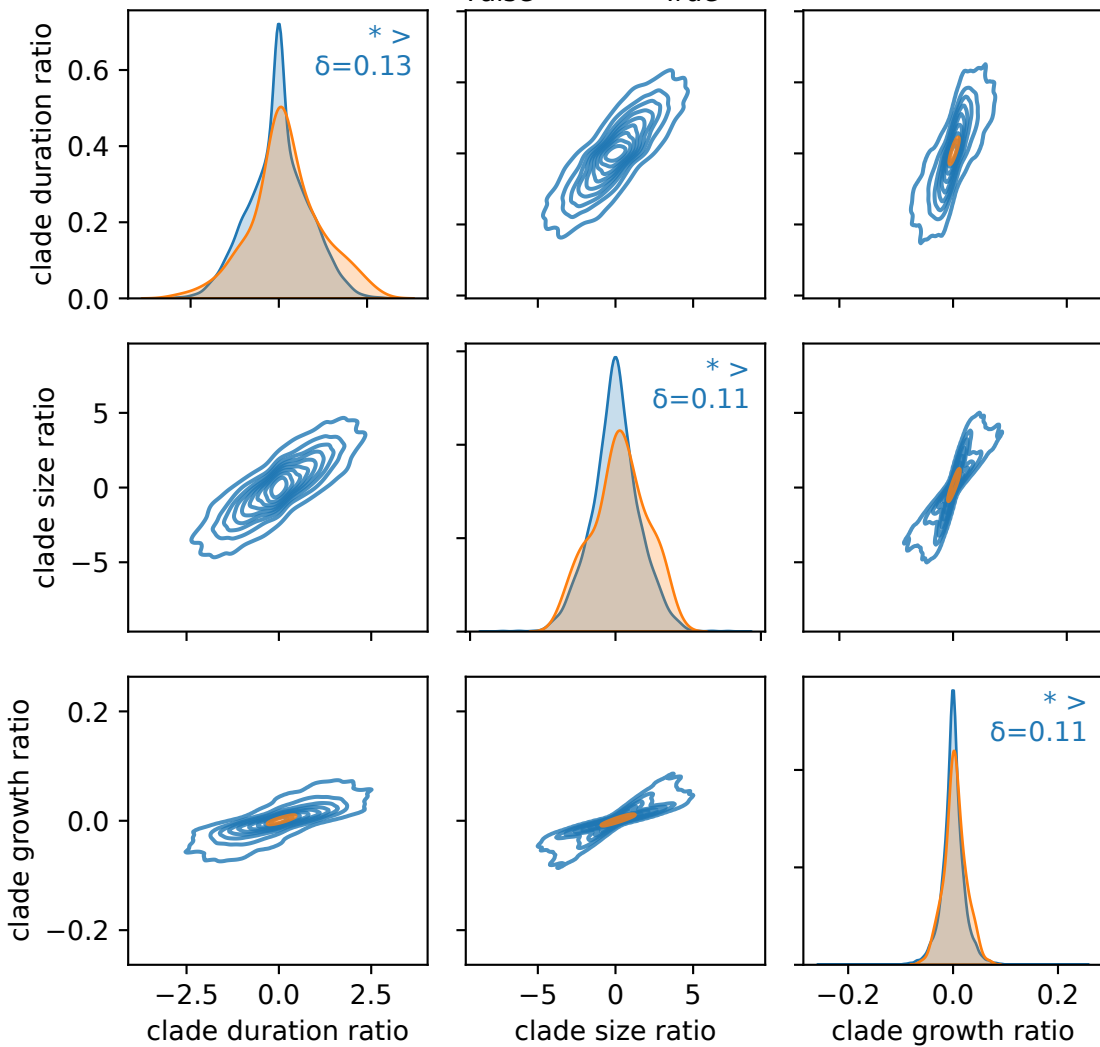 clade duration ratio
0.6
0.4
0.2
0.0
* >
δ=0.13
clade size ratio
5
0
−5
* >
δ=0.11
clade growth ratio
0.2
0.0
−0.2
* >
δ=0.11
−2.5 0.0 2.5
−5 0 5
−0.2 0.0 0.2
clade duration ratio
clade size ratio
clade growth ratio